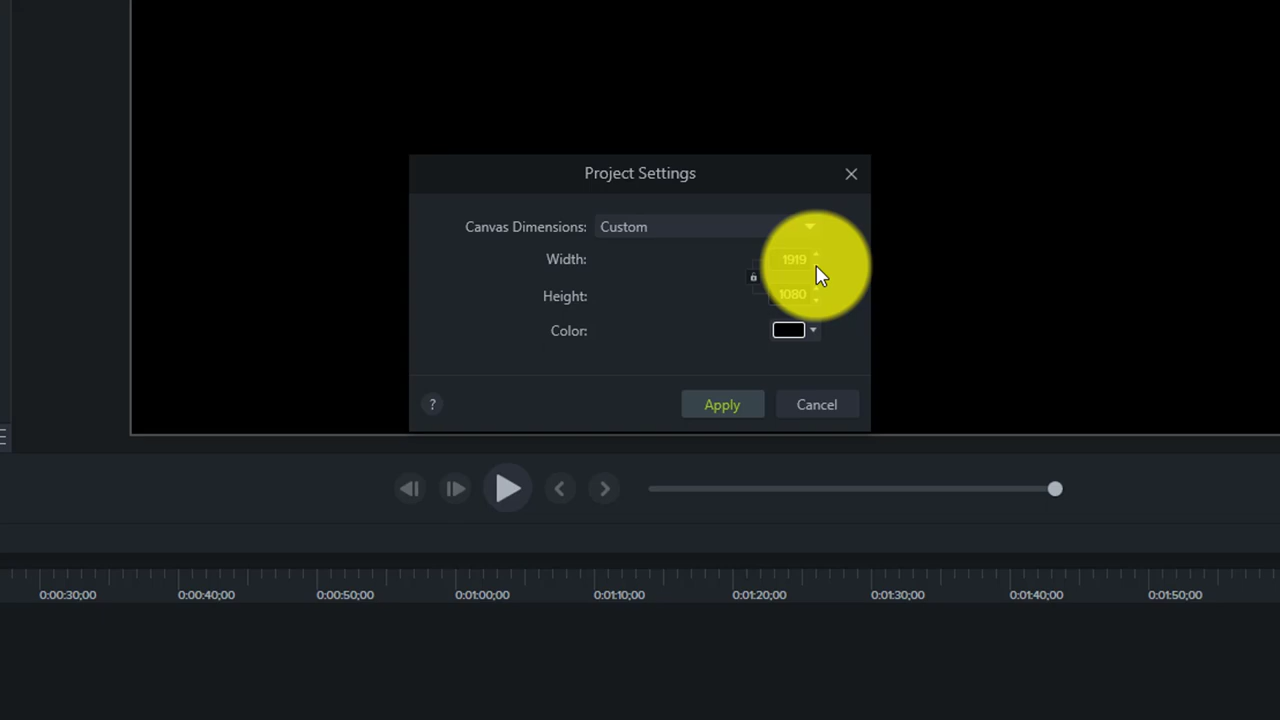 Project Settings
Canvas Dimensions: Custom
Width: 1919
Height: 1080
Color:
? Apply Cancel
0:00:30;00 0:00:40;00 0:00:50;00 0:01:00;00 0:01:10;00 0:01:20;00 0:01:30;00 0:01:40;00 0:01:50;00